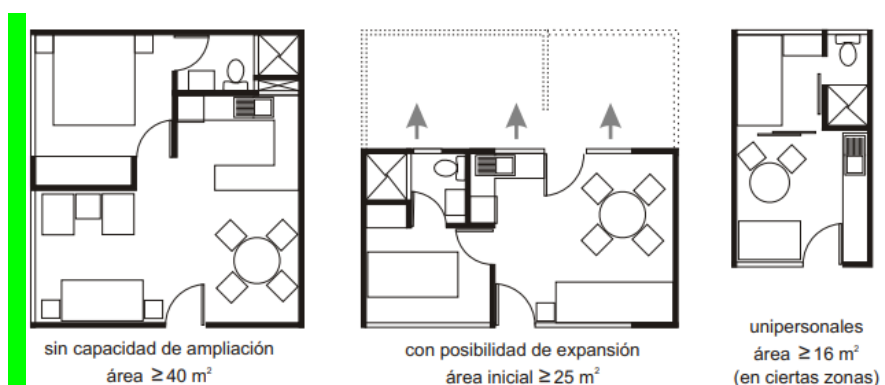 sin capacidad de ampliación
área ≥ 40 m²
con posibilidad de expansión
área inicial ≥ 25 m²
unipersonales
área ≥ 16 m²
(en ciertas zonas)